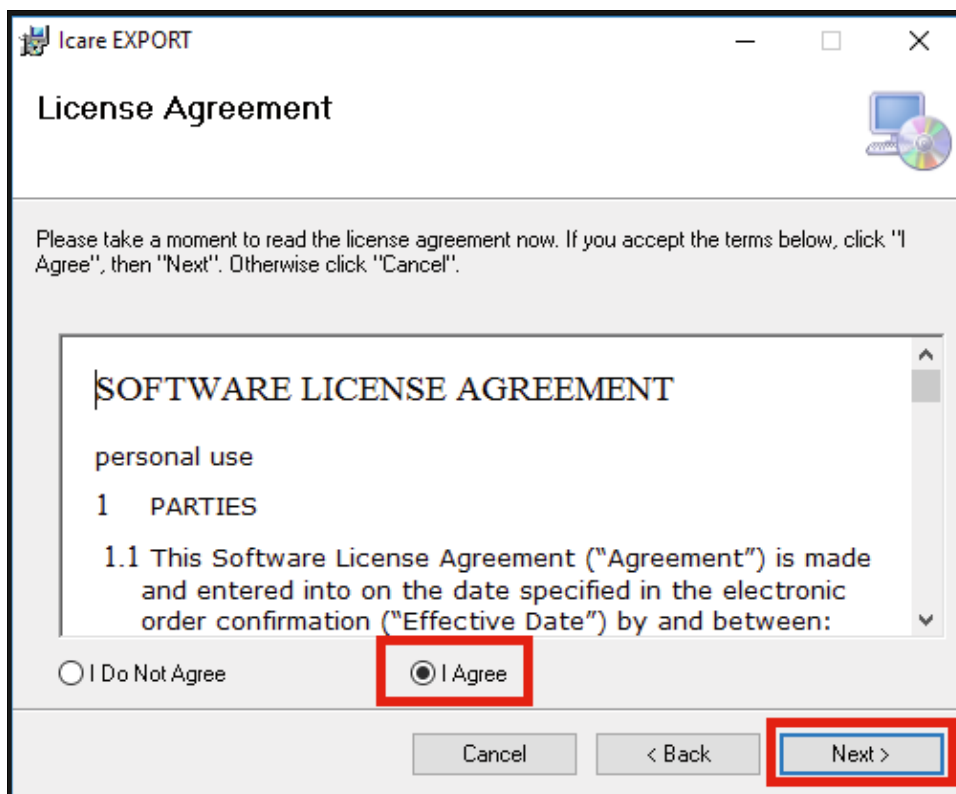 Icare EXPORT
License Agreement
Please take a moment to read the license agreement now. If you accept the terms below, click "I
Agree", then "Next". Otherwise click "Cancel".
SOFTWARE LICENSE AGREEMENT
personal use
1 PARTIES
1.1 This Software License Agreement (“Agreement”) is made
and entered into on the date specified in the electronic
order confirmation (“Effective Date”) by and between:
I Do Not Agree
I Agree
Cancel
< Back
Next >